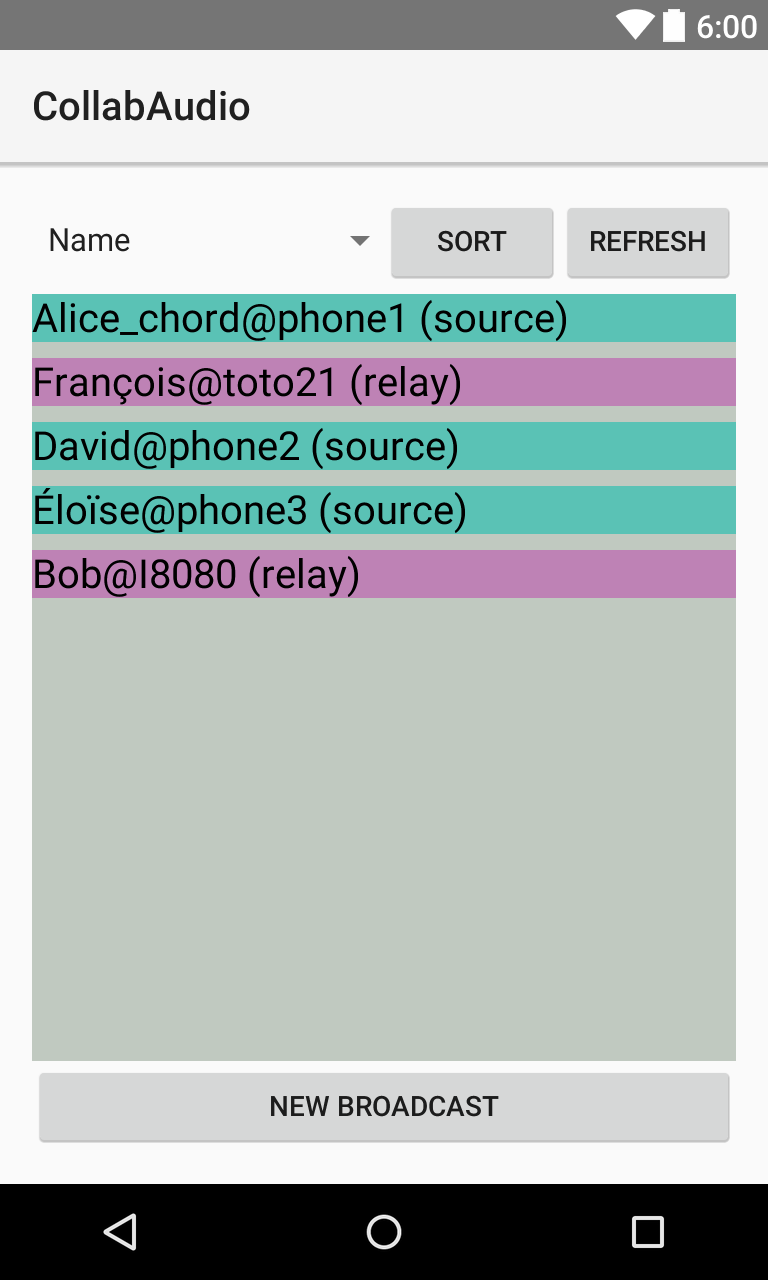 6:00
CollabAudio
Name
SORT
REFRESH
Alice_chord@phone1 (source)
François@toto21 (relay)
David@phone2 (source)
Éloïse@phone3 (source)
Bob@I8080 (relay)
NEW BROADCAST